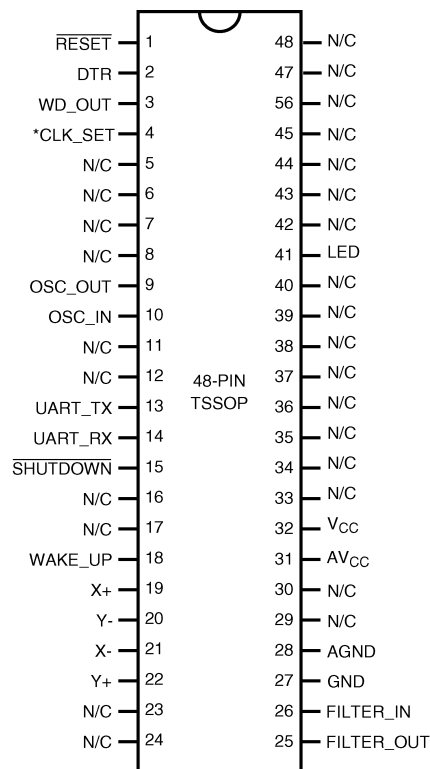 RESET 1 48 N/C
DTR 2 47 N/C
WD_OUT 3 56 N/C
*CLK_SET 4 45 N/C
N/C 5 44 N/C
N/C 6 43 N/C
N/C 7 42 N/C
N/C 8 41 LED
OSC_OUT 9 40 N/C
OSC_IN 10 39 N/C
N/C 11 38 N/C
N/C 12 37 N/C
48-PIN
TSSOP
UART_TX 13 36 N/C
UART_RX 14 35 N/C
SHUTDOWN 15 34 N/C
N/C 16 33 N/C
N/C 17 32 VCC
WAKE_UP 18 31 AVCC
X+ 19 30 N/C
Y- 20 29 N/C
X- 21 28 AGND
Y+ 22 27 GND
N/C 23 26 FILTER_IN
N/C 24 25 FILTER_OUT